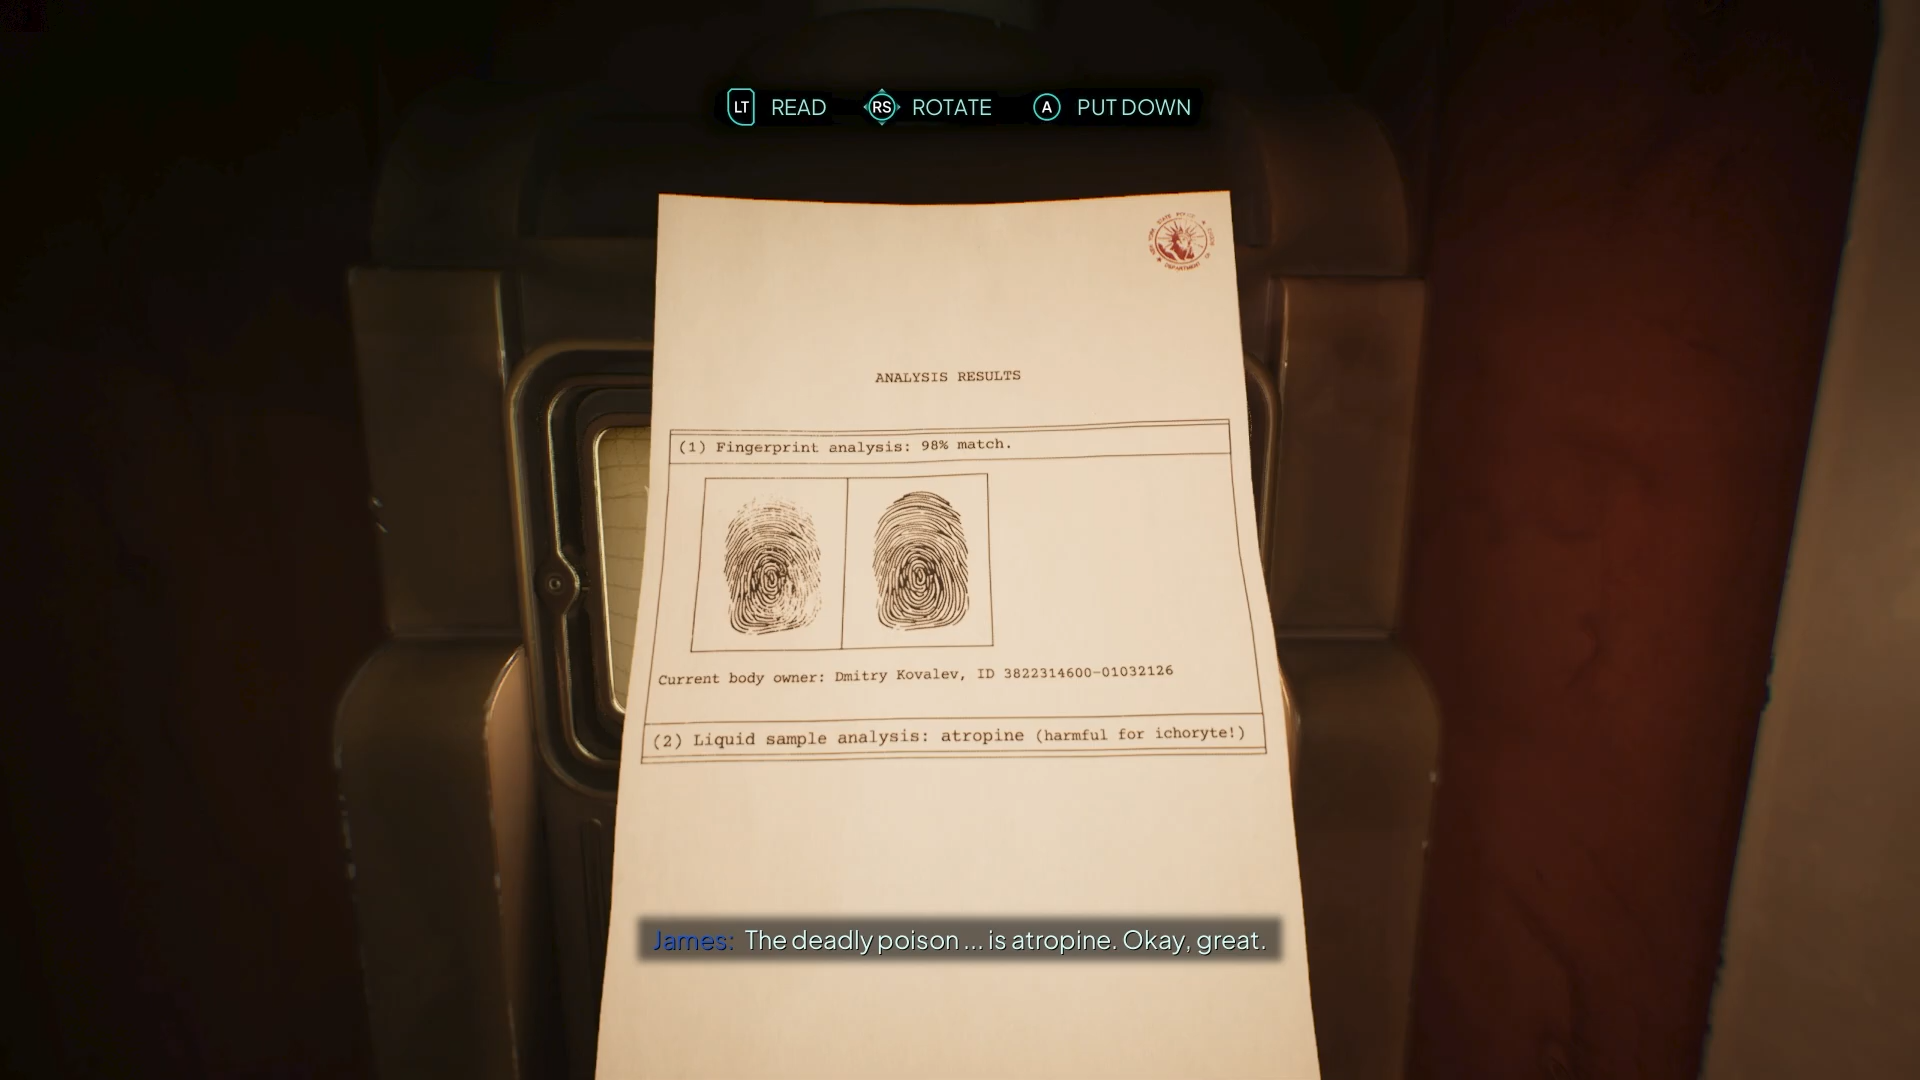 LT READ RS ROTATE A PUT DOWN
ANALYSIS RESULTS
(1) Fingerprint analysis: 98% match.
Current body owner: Dmitry Kovalev, ID 3822314600-01032126
(2) Liquid sample analysis: atropine (harmful for ichoryte!)
James: The deadly poison ... is atropine. Okay, great.